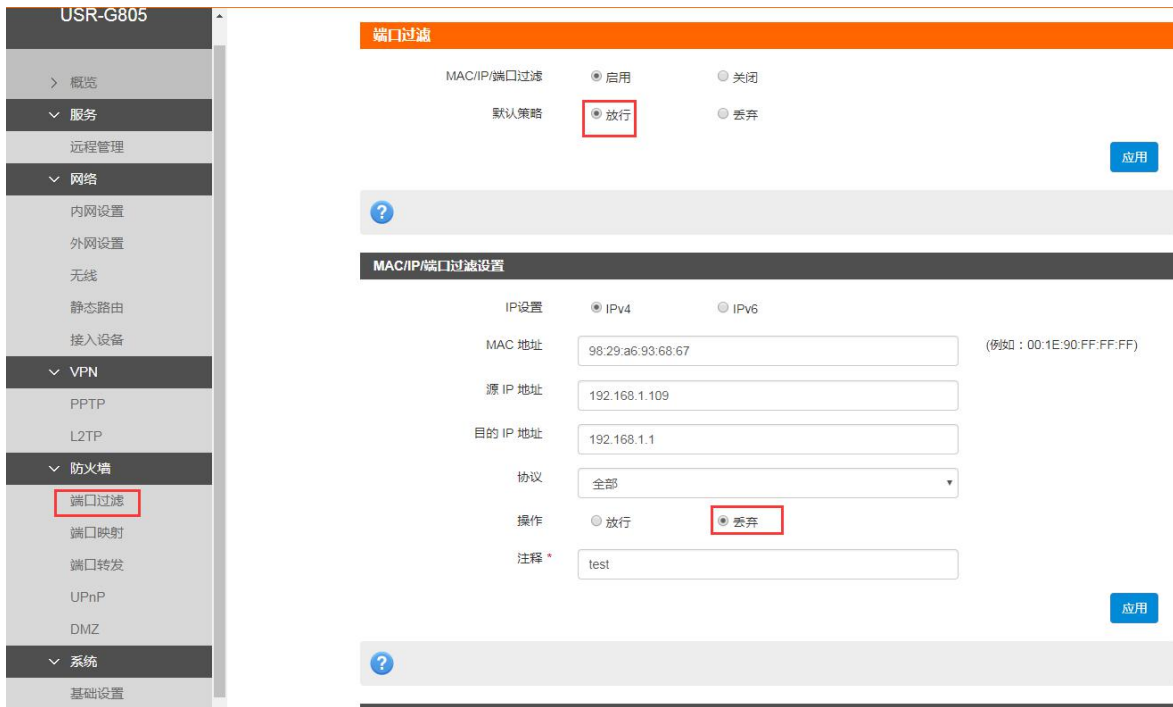 USR-G805
概览
服务
远程管理
网络
内网设置
外网设置
无线
静态路由
接入设备
VPN
PPTP
L2TP
防火墙
端口过滤
端口映射
端口转发
UPnP
DMZ
系统
基础设置
端口过滤
MAC/IP/端口过滤 启用 关闭
默认策略 放行 丢弃
应用
?
MAC/IP/端口过滤设置
IP设置 IPv4 IPv6
MAC 地址 98:29:a6:93:68:67 (例如：00:1E:90:FF:FF:FF)
源 IP 地址 192.168.1.109
目的 IP 地址 192.168.1.1
协议 全部
操作 放行 丢弃
注释 * test
应用
?